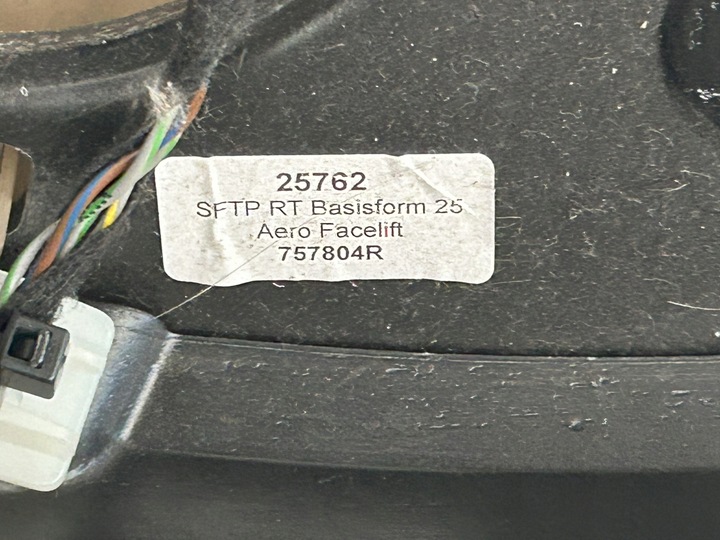 25762
SFTP RT Basisform 25
Aero Facelift
757804R